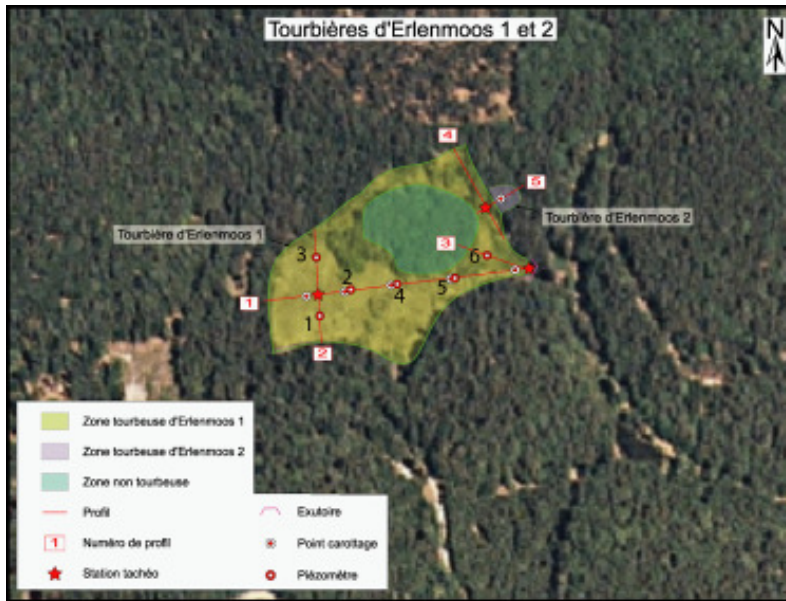 Tourbières d'Erlenmoos 1 et 2
N
4
5
Tourbière d'Erlenmoos 2
Tourbière d'Erlenmoos 1
3
3
6
2
4
5
1
1
2
Zone tourbeuse d'Erlenmoos 1
Zone tourbeuse d'Erlenmoos 2
Zone non tourbeuse
Profil
Exutoire
1 Numéro de profil
Point carottage
Station tachéo
Piézomètre